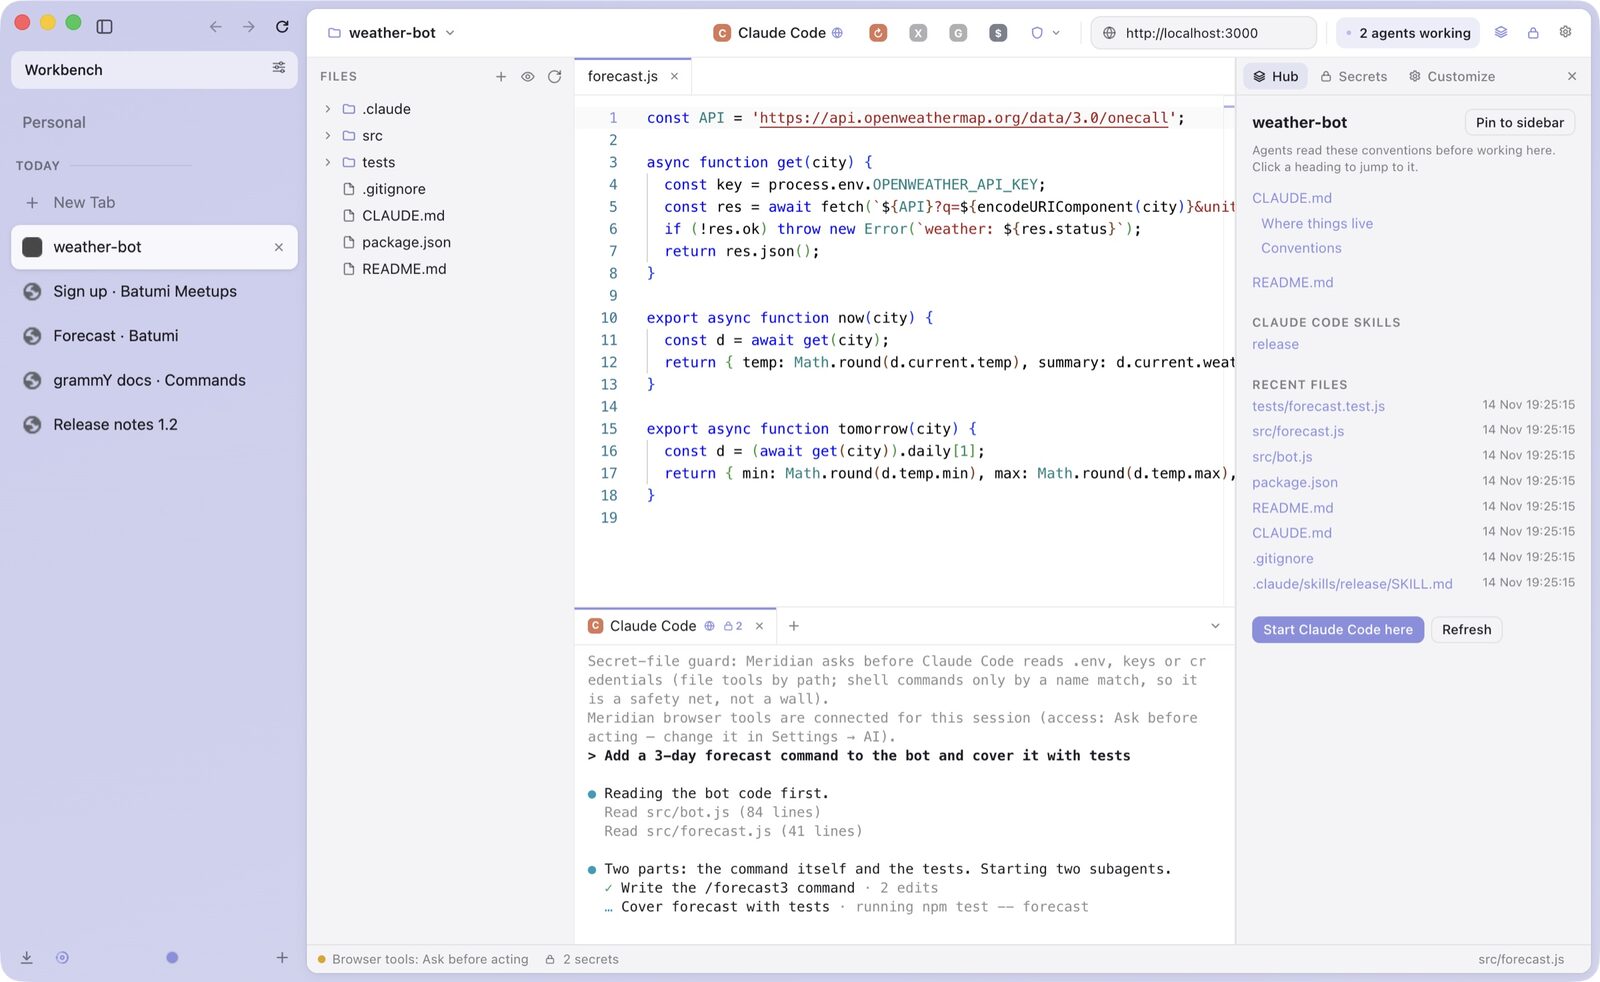 weather-bot
Claude Code
C
X
G
$
http://localhost:3000
2 agents working
Workbench
Personal
TODAY
New Tab
weather-bot
Sign up · Batumi Meetups
Forecast · Batumi
grammY docs · Commands
Release notes 1.2
FILES
.claude
src
tests
.gitignore
CLAUDE.md
package.json
README.md
forecast.js
1 const API = 'https://api.openweathermap.org/data/3.0/onecall';
2
3 async function get(city) {
4 const key = process.env.OPENWEATHER_API_KEY;
5 const res = await fetch(`${API}?q=${encodeURIComponent(city)}&unit
6 if (!res.ok) throw new Error(`weather: ${res.status}`);
7 return res.json();
8 }
9
10 export async function now(city) {
11 const d = await get(city);
12 return { temp: Math.round(d.current.temp), summary: d.current.weat
13 }
14
15 export async function tomorrow(city) {
16 const d = (await get(city)).daily[1];
17 return { min: Math.round(d.temp.min), max: Math.round(d.temp.max),
18 }
19
C Claude Code 2
Secret-file guard: Meridian asks before Claude Code reads .env, keys or cr
edentials (file tools by path; shell commands only by a name match, so it
is a safety net, not a wall).
Meridian browser tools are connected for this session (access: Ask before
acting — change it in Settings → AI).
> Add a 3-day forecast command to the bot and cover it with tests
● Reading the bot code first.
Read src/bot.js (84 lines)
Read src/forecast.js (41 lines)
● Two parts: the command itself and the tests. Starting two subagents.
✓ Write the /forecast3 command · 2 edits
… Cover forecast with tests · running npm test -- forecast
Browser tools: Ask before acting
2 secrets
src/forecast.js
Hub
Secrets
Customize
weather-bot
Pin to sidebar
Agents read these conventions before working here.
Click a heading to jump to it.
CLAUDE.md
Where things live
Conventions
README.md
CLAUDE CODE SKILLS
release
RECENT FILES
tests/forecast.test.js 14 Nov 19:25:15
src/forecast.js 14 Nov 19:25:15
src/bot.js 14 Nov 19:25:15
package.json 14 Nov 19:25:15
README.md 14 Nov 19:25:15
CLAUDE.md 14 Nov 19:25:15
.gitignore 14 Nov 19:25:15
.claude/skills/release/SKILL.md 14 Nov 19:25:15
Start Claude Code here
Refresh